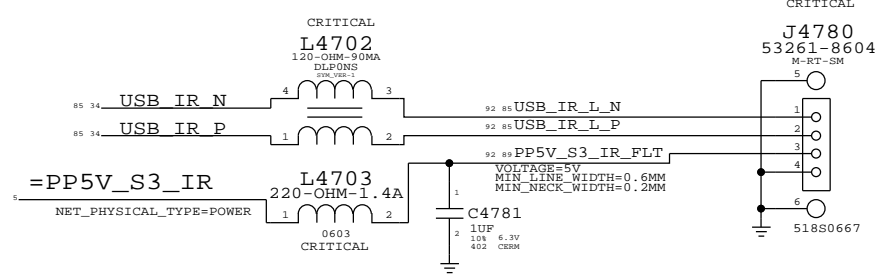 CRITICAL
CRITICAL
L4702
120-OHM-90MA
DLP0NS
SYM_VER-1
J4780
53261-8604
M-RT-SM
5
4 3
85 34 USB_IR_N
92 85 USB_IR_L_N
1
85 34 USB_IR_P
1 2
92 85 USB_IR_L_P
2
92 89 PP5V_S3_IR_FLT
3
VOLTAGE=5V
MIN_LINE_WIDTH=0.6MM
MIN_NECK_WIDTH=0.2MM
4
=PP5V_S3_IR
5
NET_PHYSICAL_TYPE=POWER
L4703
220-OHM-1.4A
1 2
0603
CRITICAL
1
C4781
1UF
10% 6.3V
402 CERM
2
6
518S0667